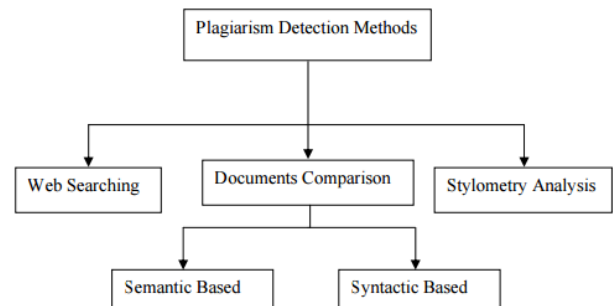 Plagiarism Detection Methods
Web Searching
Documents Comparison
Stylometry Analysis
Semantic Based
Syntactic Based